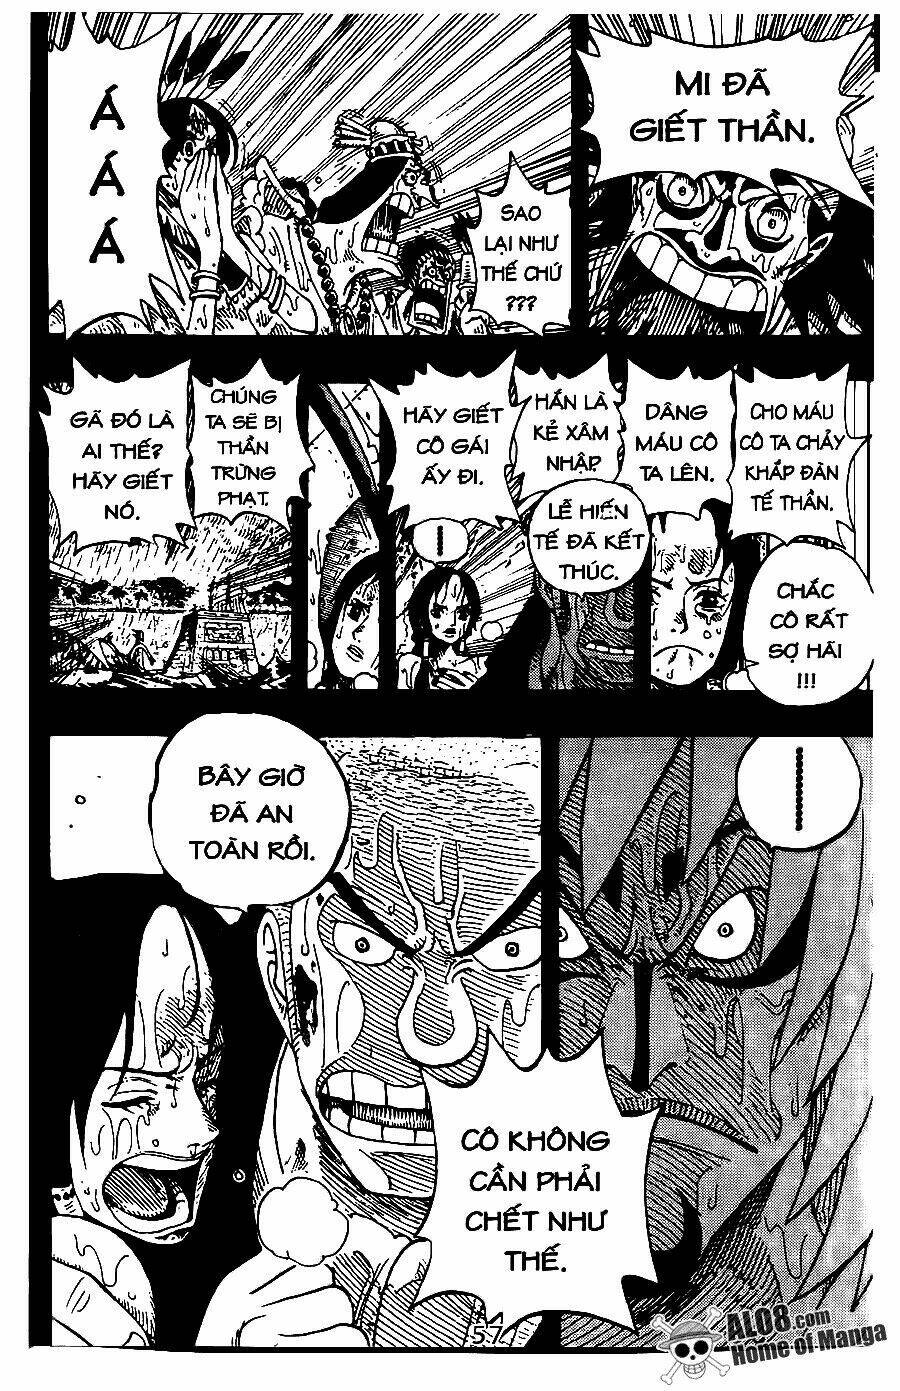 MI ĐÃ
GIẾT THẦN.
SAO
LẠI NHƯ
THẾ CHỨ
???
Á
Á
Á
CHO MÁU
CÔ TA CHẢY
KHẮP ĐÀN
TẾ THẦN.
DÂNG
MÁU CÔ
TA LÊN.
CHẮC
CÔ RẤT
SỢ HÃI
!!!
HẮN LÀ
KẺ XÂM
NHẬP.
LỄ HIẾN
TẾ ĐÃ KẾT
THÚC.
HÃY GIẾT
CÔ GÁI
ẤY ĐI.
CHÚNG
TA SẼ BỊ
THẦN
TRỪNG
PHẠT.
GÃ ĐÓ LÀ
AI THẾ?
HÃY GIẾT
NÓ.
BÂY GIỜ
ĐÃ AN
TOÀN RỒI.
CÔ KHÔNG
CẦN PHẢI
CHẾT NHƯ
THẾ.
57
ALO8.com
Home of Manga